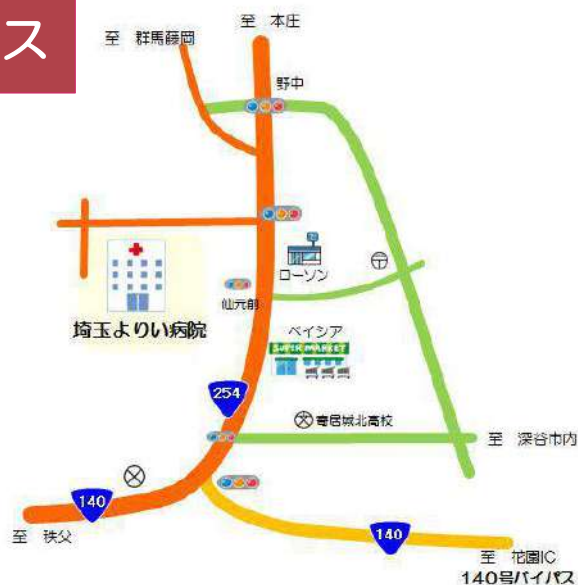 ス
至 本庄
至 群馬藤岡
野中
ローソン
仙元前
埼玉よりい病院
ベイシア
SUPER MARKET
254
寄居城北高校
至 深谷市内
140
140
至 秩父
至 花園IC
140号バイパス